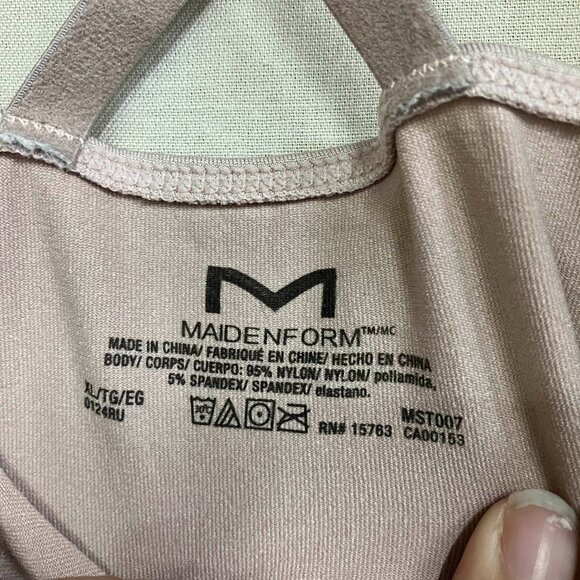 M
MAIDENFORM™/MC
MADE IN CHINA/ FABRIQUÉ EN CHINE/ HECHO EN CHINA
BODY/ CORPS/ CUERPO: 95% NYLON/ NYLON/ poliamida,
5% SPANDEX/ SPANDEX/ elastano.
XL/TG/EG
0124RU
30°C
RN# 15763
MST007
CA00153